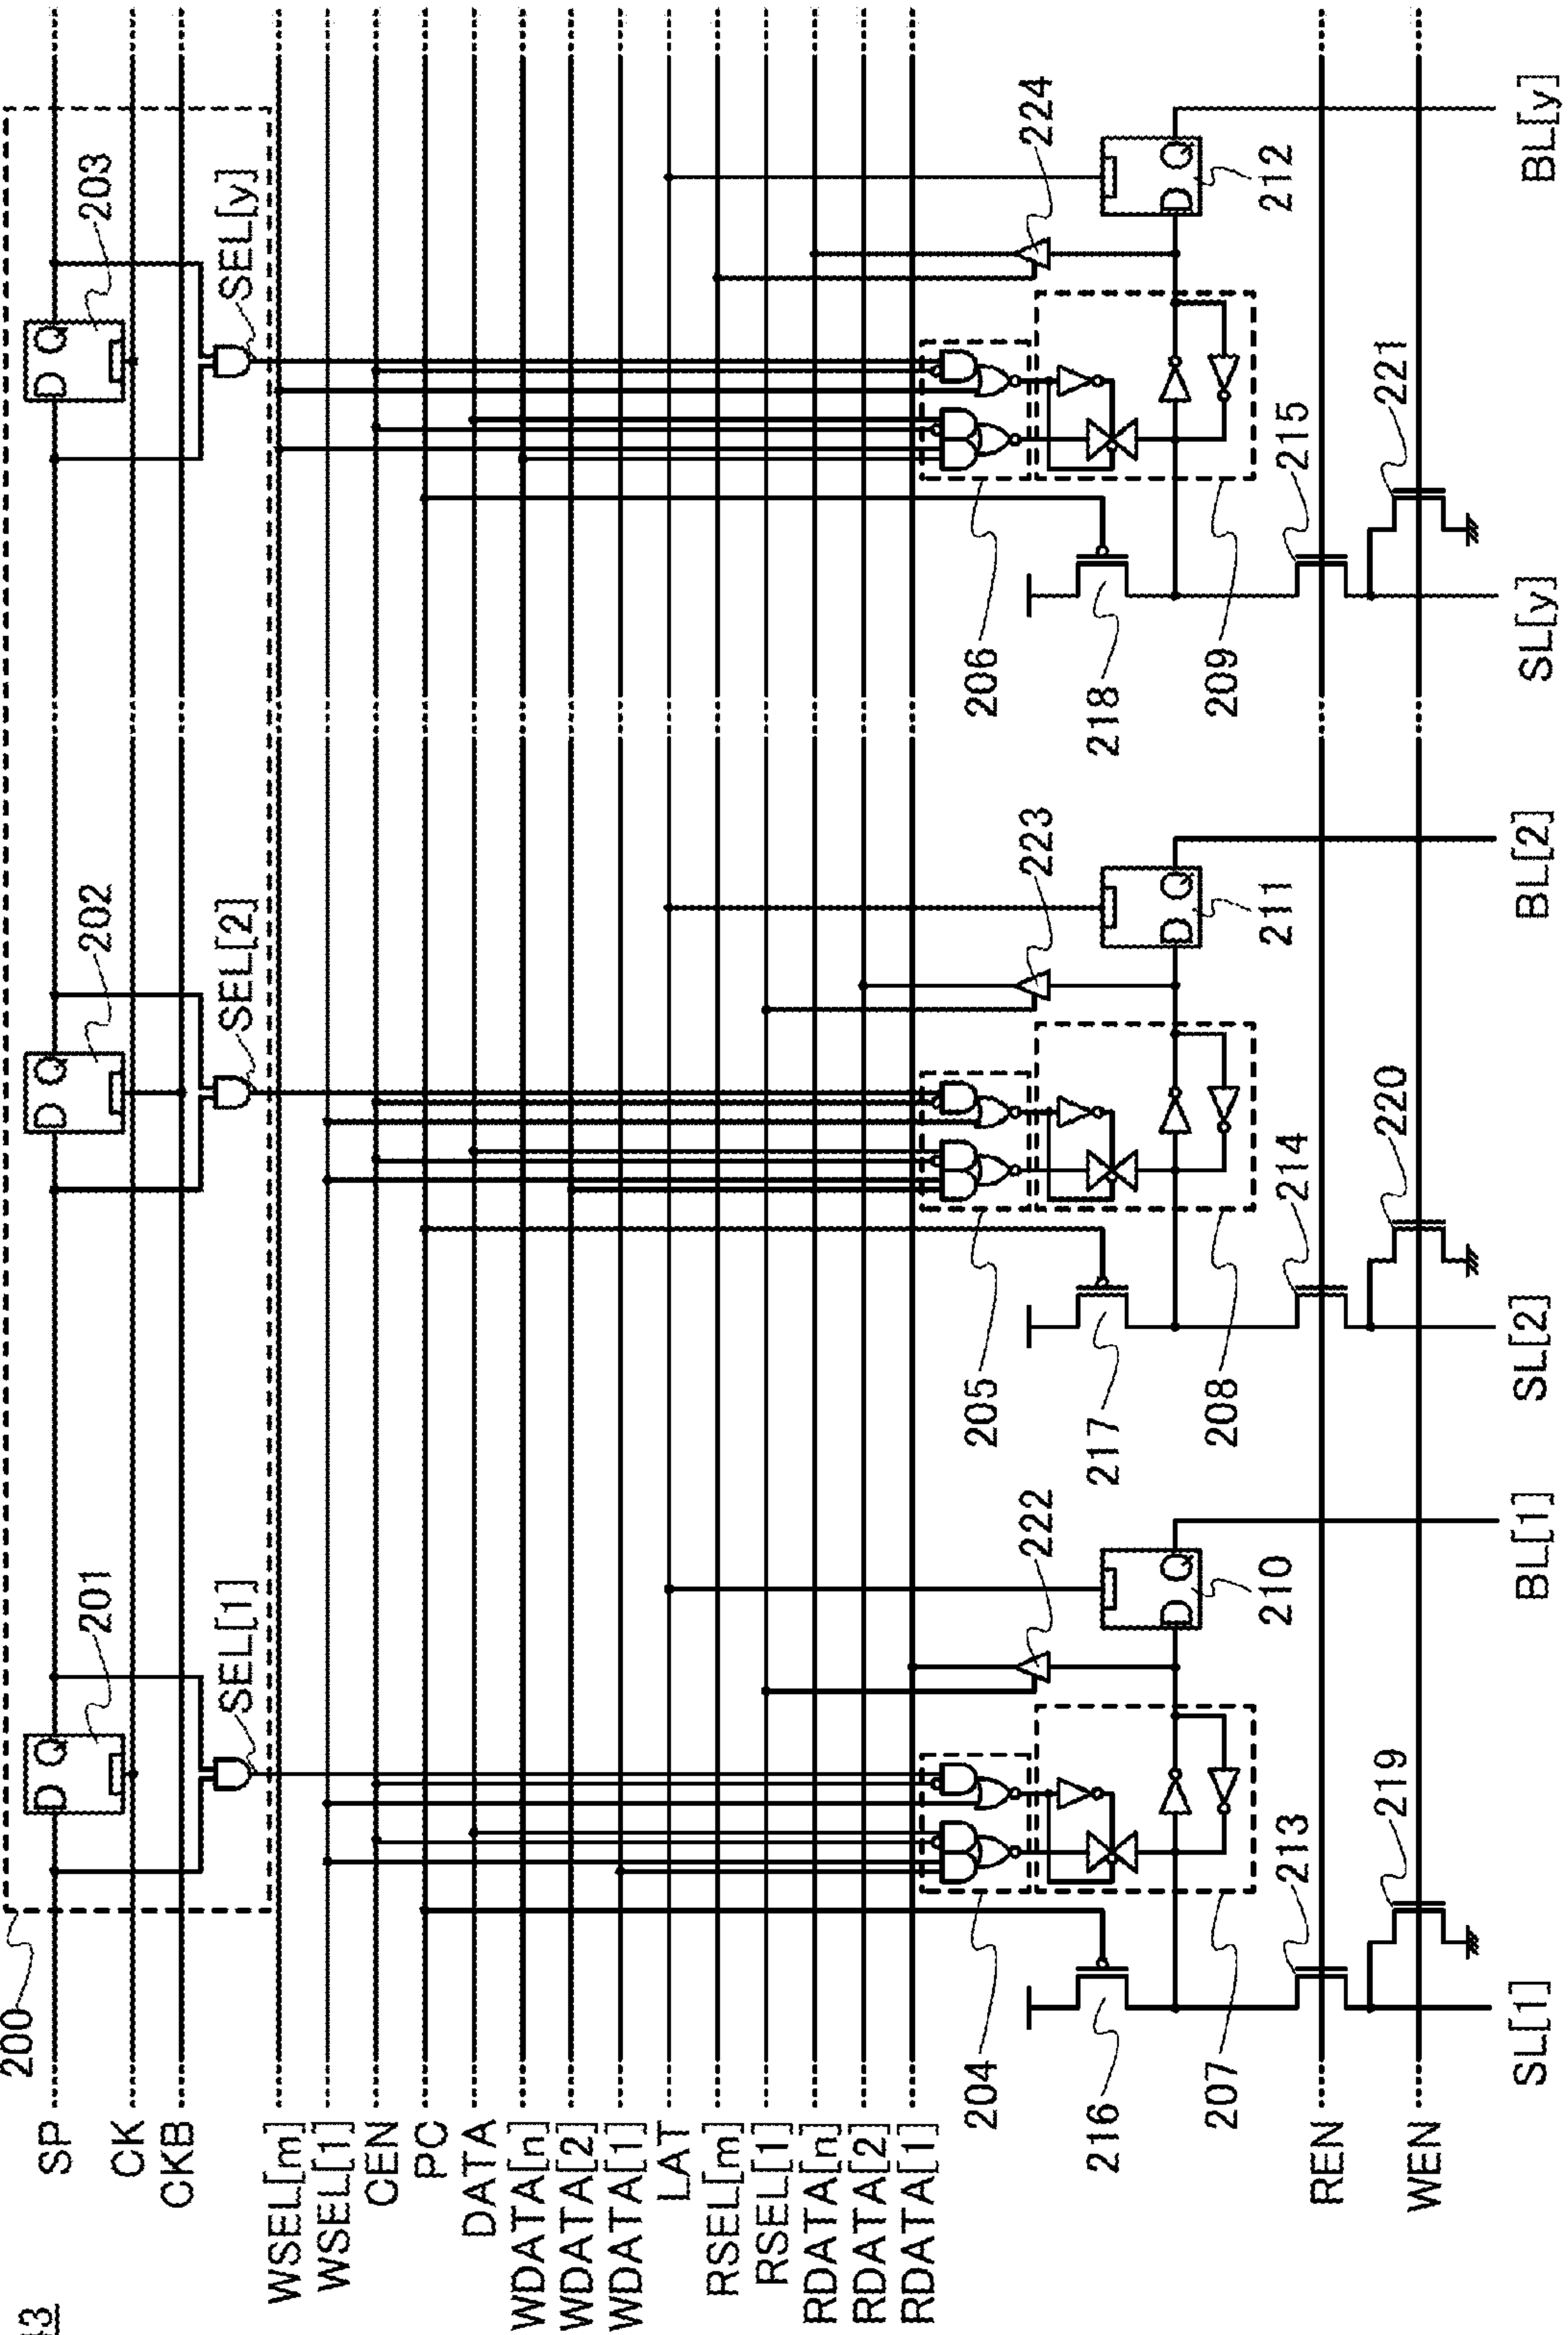 43
200
SP
CK
CKB
WSEL[m]
WSEL[1]
CEN
PC
DATA
WDATA[n]
WDATA[2]
WDATA[1]
LAT
RSEL[m]
RSEL[1]
RDATA[n]
RDATA[2]
RDATA[1]
REN
WEN
D Q
201
SEL[1]
D Q
202
SEL[2]
D Q
203
SEL[y]
204
207
216
213
219
222
D Q
210
SL[1]
BL[1]
205
208
217
214
220
223
D Q
211
SL[2]
BL[2]
206
209
218
215
221
224
D Q
212
SL[y]
BL[y]